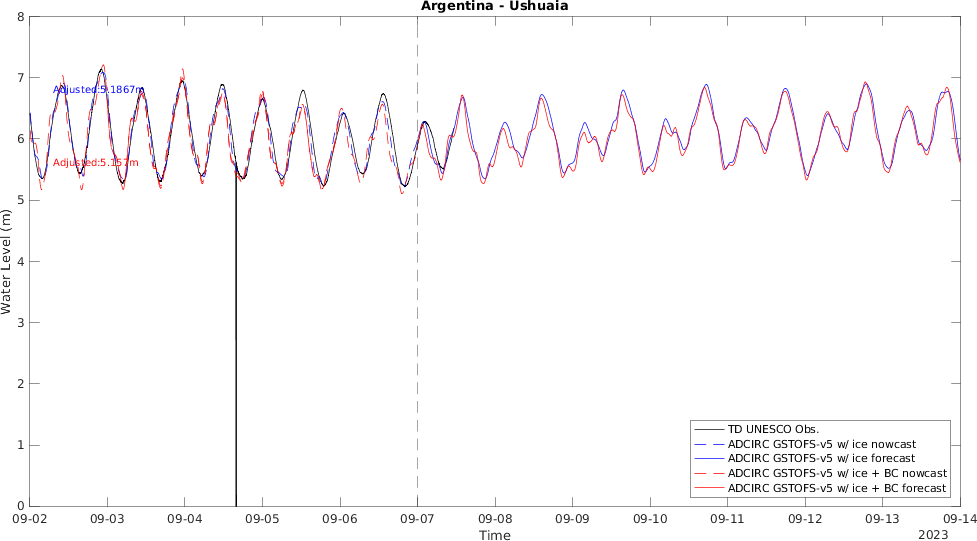 Argentina - Ushuaia
8
7
6
5
4
3
2
1
0
Water Level (m)
Adjusted:5.1867m
Adjusted:5.157m
TD UNESCO Obs.
ADCIRC GSTOFS-v5 w/ ice nowcast
ADCIRC GSTOFS-v5 w/ ice forecast
ADCIRC GSTOFS-v5 w/ ice + BC nowcast
ADCIRC GSTOFS-v5 w/ ice + BC forecast
09-02 09-03 09-04 09-05 09-06 09-07 09-08 09-09 09-10 09-11 09-12 09-13 09-14
Time
2023